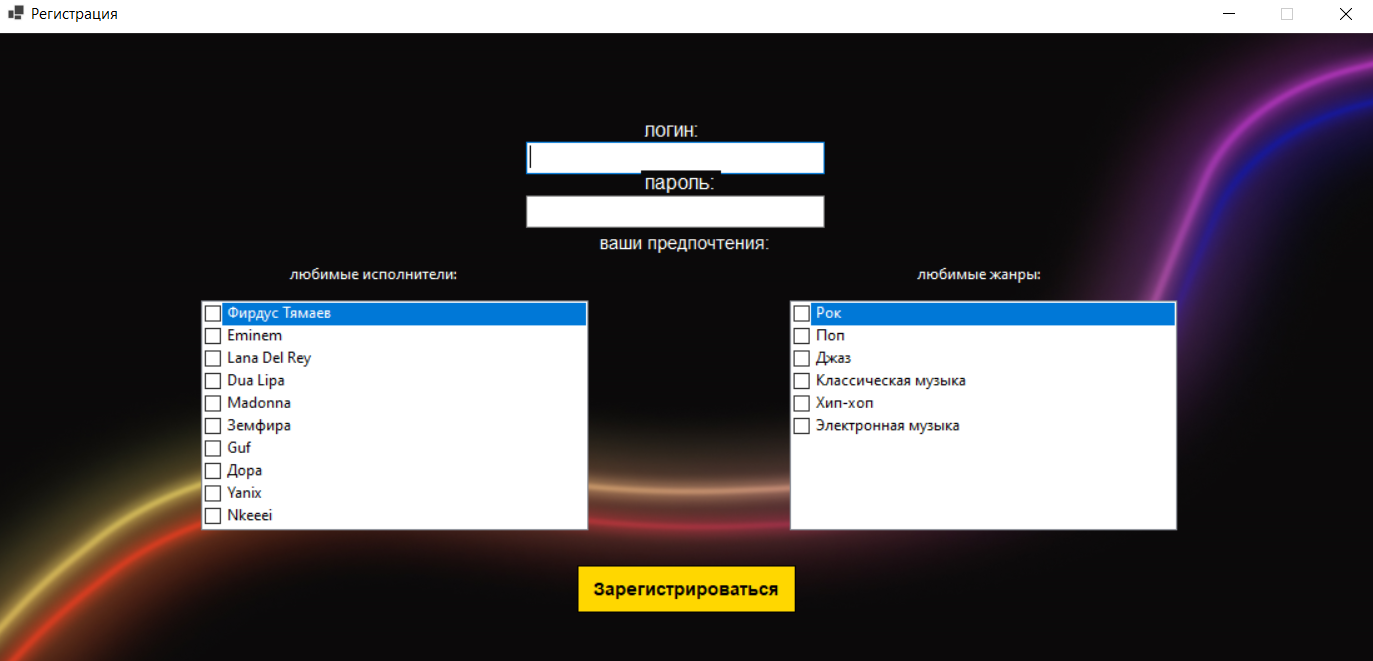 Регистрация
логин:
пароль:
ваши предпочтения:
любимые исполнители:
Фирдус Тямаев
Eminem
Lana Del Rey
Dua Lipa
Madonna
Земфира
Guf
Дора
Yanix
Nkeeei
любимые жанры:
Рок
Поп
Джаз
Классическая музыка
Хип-хоп
Электронная музыка
Зарегистрироваться